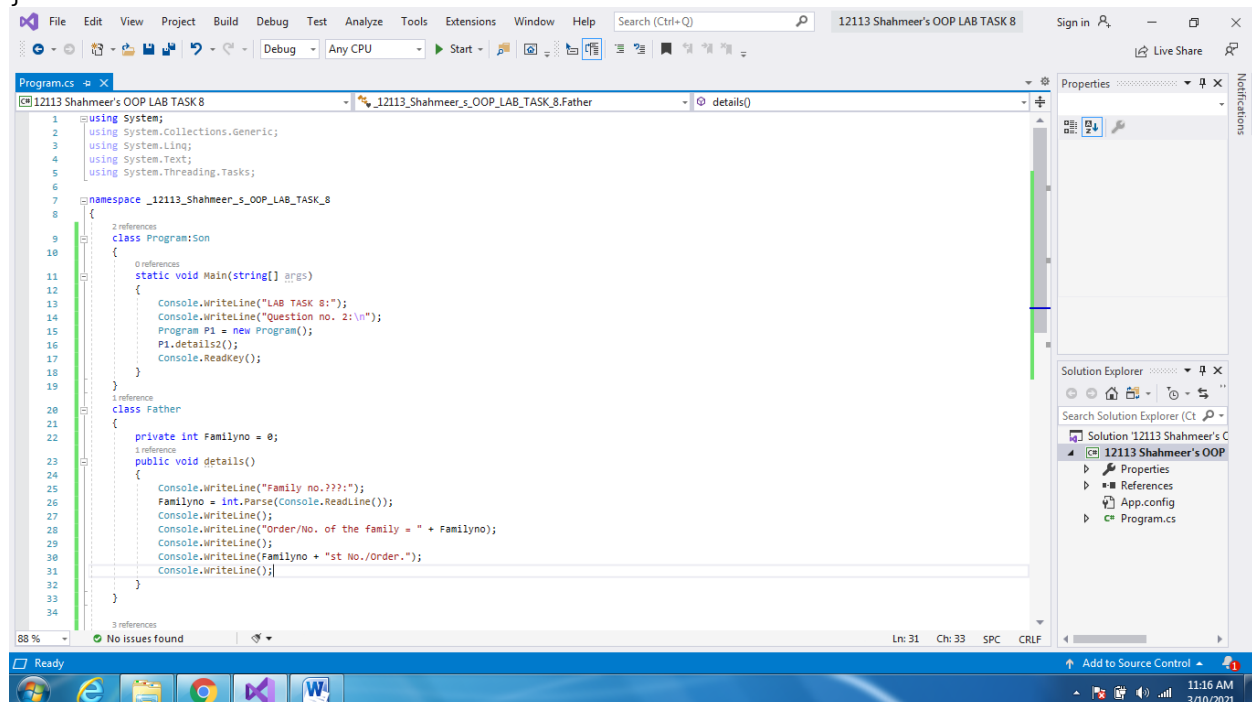 }
File Edit View Project Build Debug Test Analyze Tools Extensions Window Help Search (Ctrl+Q) 12113 Shahmeer's OOP LAB TASK 8 Sign in
Debug Any CPU Start Live Share
Program.cs
12113 Shahmeer's OOP LAB TASK 8 _12113_Shahmeer_s_OOP_LAB_TASK_8.Father details()
1 using System;
2 using System.Collections.Generic;
3 using System.Linq;
4 using System.Text;
5 using System.Threading.Tasks;
6
7 namespace _12113_Shahmeer_s_OOP_LAB_TASK_8
8 {
2 references
9 class Program:Son
10 {
0 references
11 static void Main(string[] args)
12 {
13 Console.WriteLine("LAB TASK 8:");
14 Console.WriteLine("Question no. 2:\n");
15 Program P1 = new Program();
16 P1.details2();
17 Console.ReadKey();
18 }
19 }
1 reference
20 class Father
21 {
22 private int Familyno = 0;
1 reference
23 public void details()
24 {
25 Console.WriteLine("Family no.???:");
26 Familyno = int.Parse(Console.ReadLine());
27 Console.WriteLine();
28 Console.WriteLine("Order/No. of the family = " + Familyno);
29 Console.WriteLine();
30 Console.WriteLine(Familyno + "st No./Order.");
31 Console.WriteLine();
32 }
33 }
34
3 references
88 % No issues found Ln: 31 Ch: 33 SPC CRLF
Properties
Notifications
Solution Explorer
Search Solution Explorer (Ct
Solution '12113 Shahmeer's O
C# 12113 Shahmeer's OOP
Properties
References
App.config
C# Program.cs
Ready Add to Source Control 1
W
11:16 AM
3/10/2021